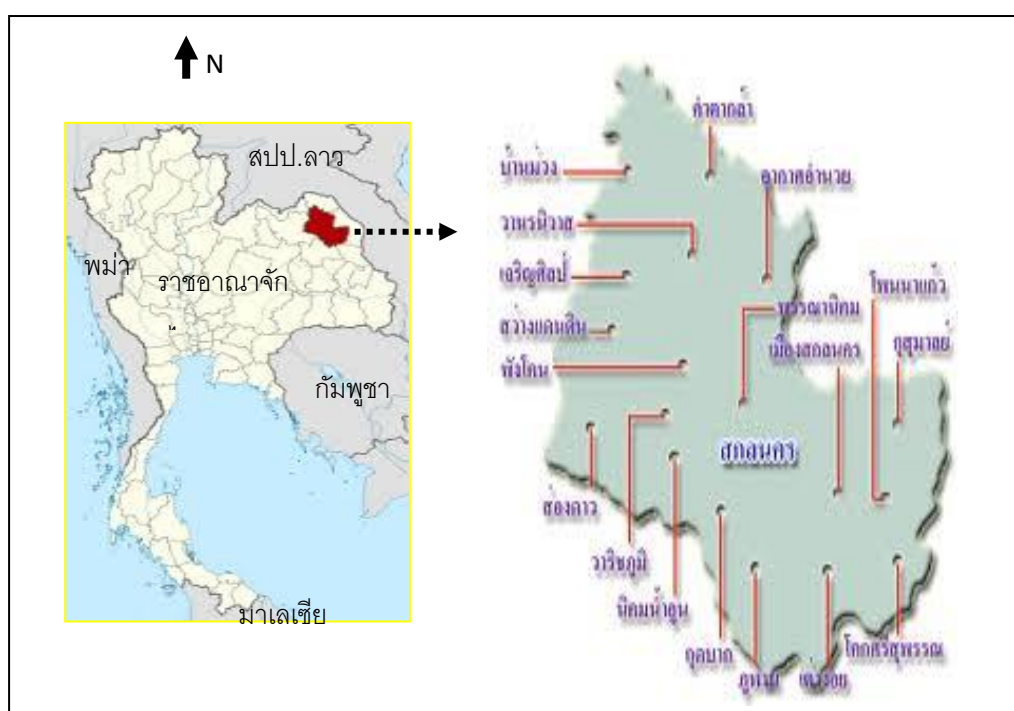 N
สปป.ลาว
พม่า
ราชอาณาจัก
กัมพูชา
มาเลเซีย
คำตากล้า
บ้านม่วง
อากาศอำนวย
วานรนิวาส
เจริญศิลป์
โพนนาแก้ว
สว่างแดนดิน
พรรณานิคม
เมืองสกลนคร
กุสุมาลย์
พังโคน
สกลนคร
ส่องดาว
วาริชภูมิ
นิคมน้ำอูน
กุดบาก
ภูพาน
เต่างอย
โคกศรีสุพรรณ